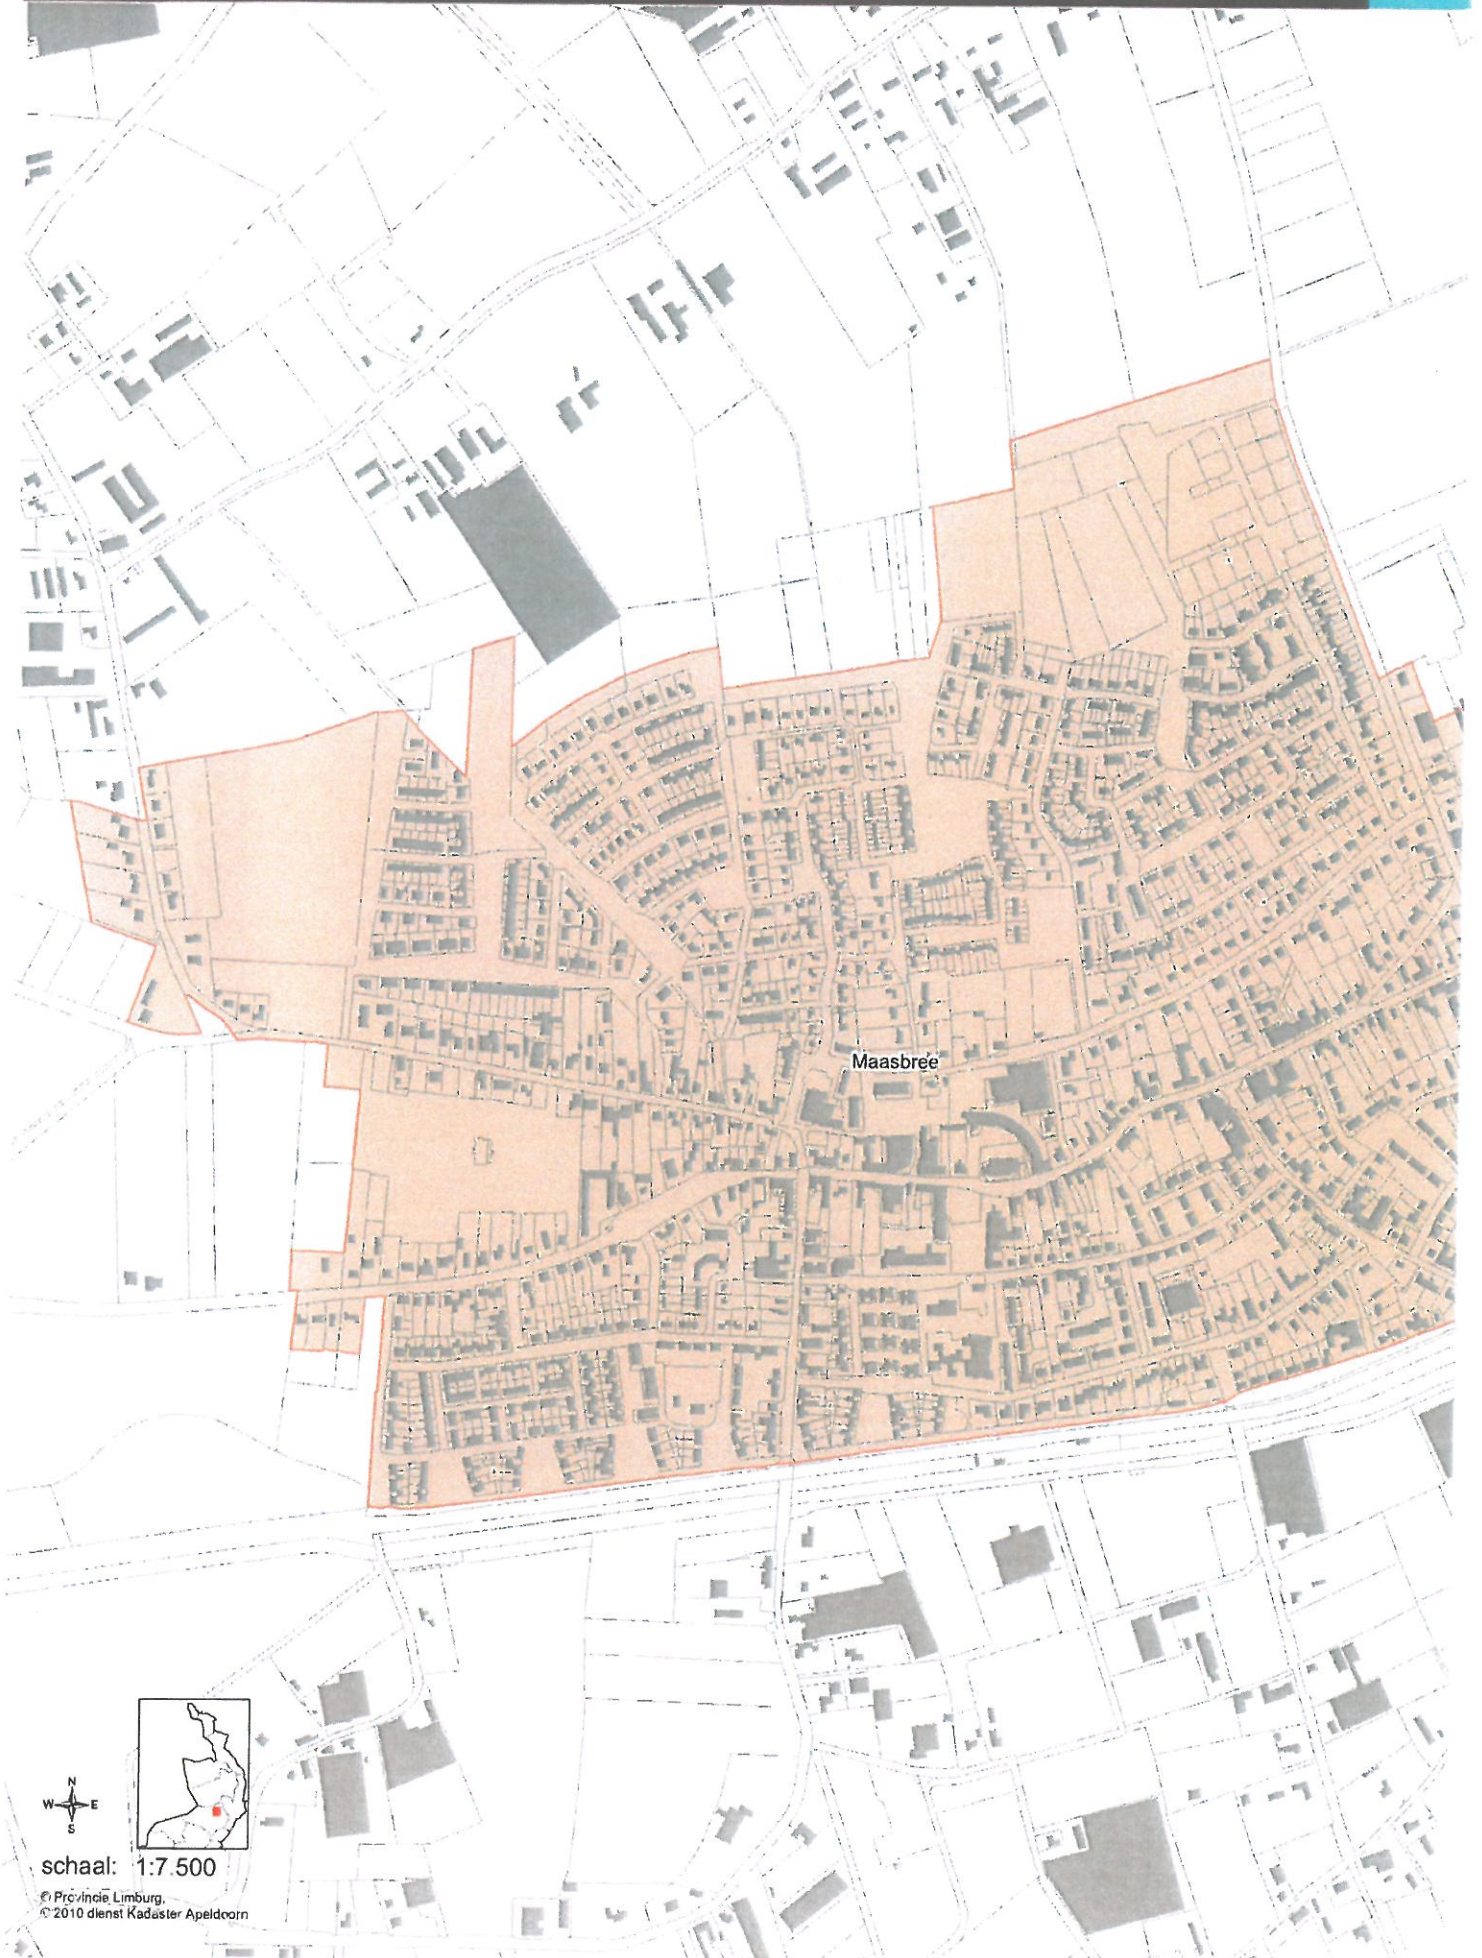 Maasbree
N
W E
S
schaal: 1:7.500
© Provincie Limburg,
© 2010 dienst Kadaster Apeldoorn